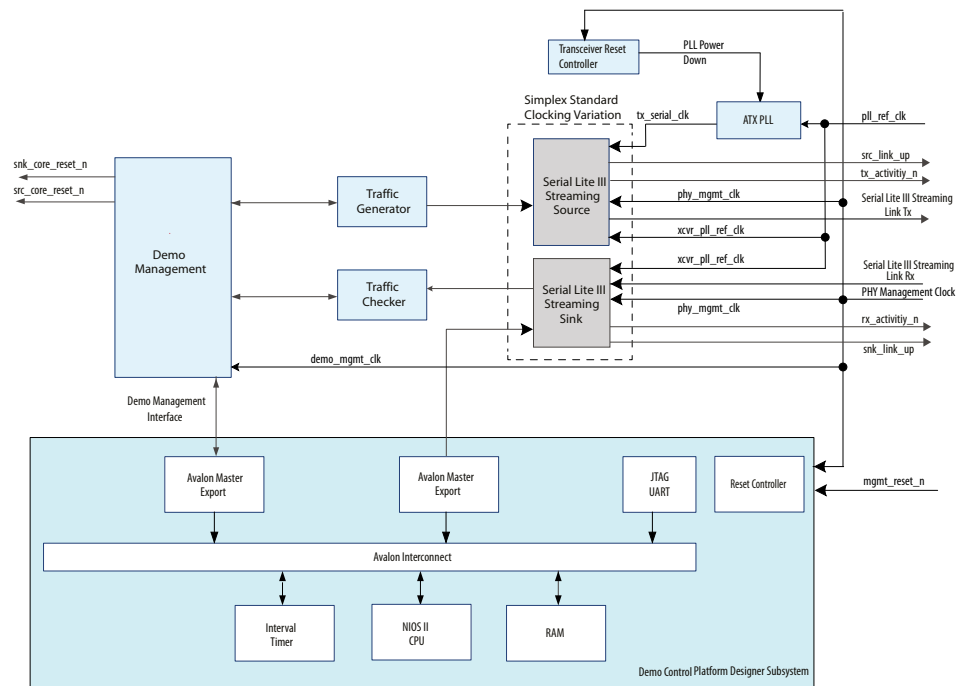 Transceiver Reset
Controller
PLL Power
Down
Simplex Standard
Clocking Variation
tx_serial_clk
ATX PLL
pll_ref_clk
snk_core_reset_n
src_core_reset_n
Demo
Management
Traffic
Generator
Serial Lite III
Streaming
Source
src_link_up
tx_activitiy_n
phy_mgmt_clk
Serial Lite III Streaming
Link Tx
xcvr_pll_ref_clk
xcvr_pll_ref_clk
Traffic
Checker
Serial Lite III
Streaming
Sink
Serial Lite III Streaming
Link Rx
PHY Management Clock
phy_mgmt_clk
rx_activitiy_n
snk_link_up
demo_mgmt_clk
Demo Management
Interface
Avalon Master
Export
Avalon Master
Export
JTAG
UART
Reset Controller
mgmt_reset_n
Avalon Interconnect
Interval
Timer
NIOS II
CPU
RAM
Demo Control Platform Designer Subsystem